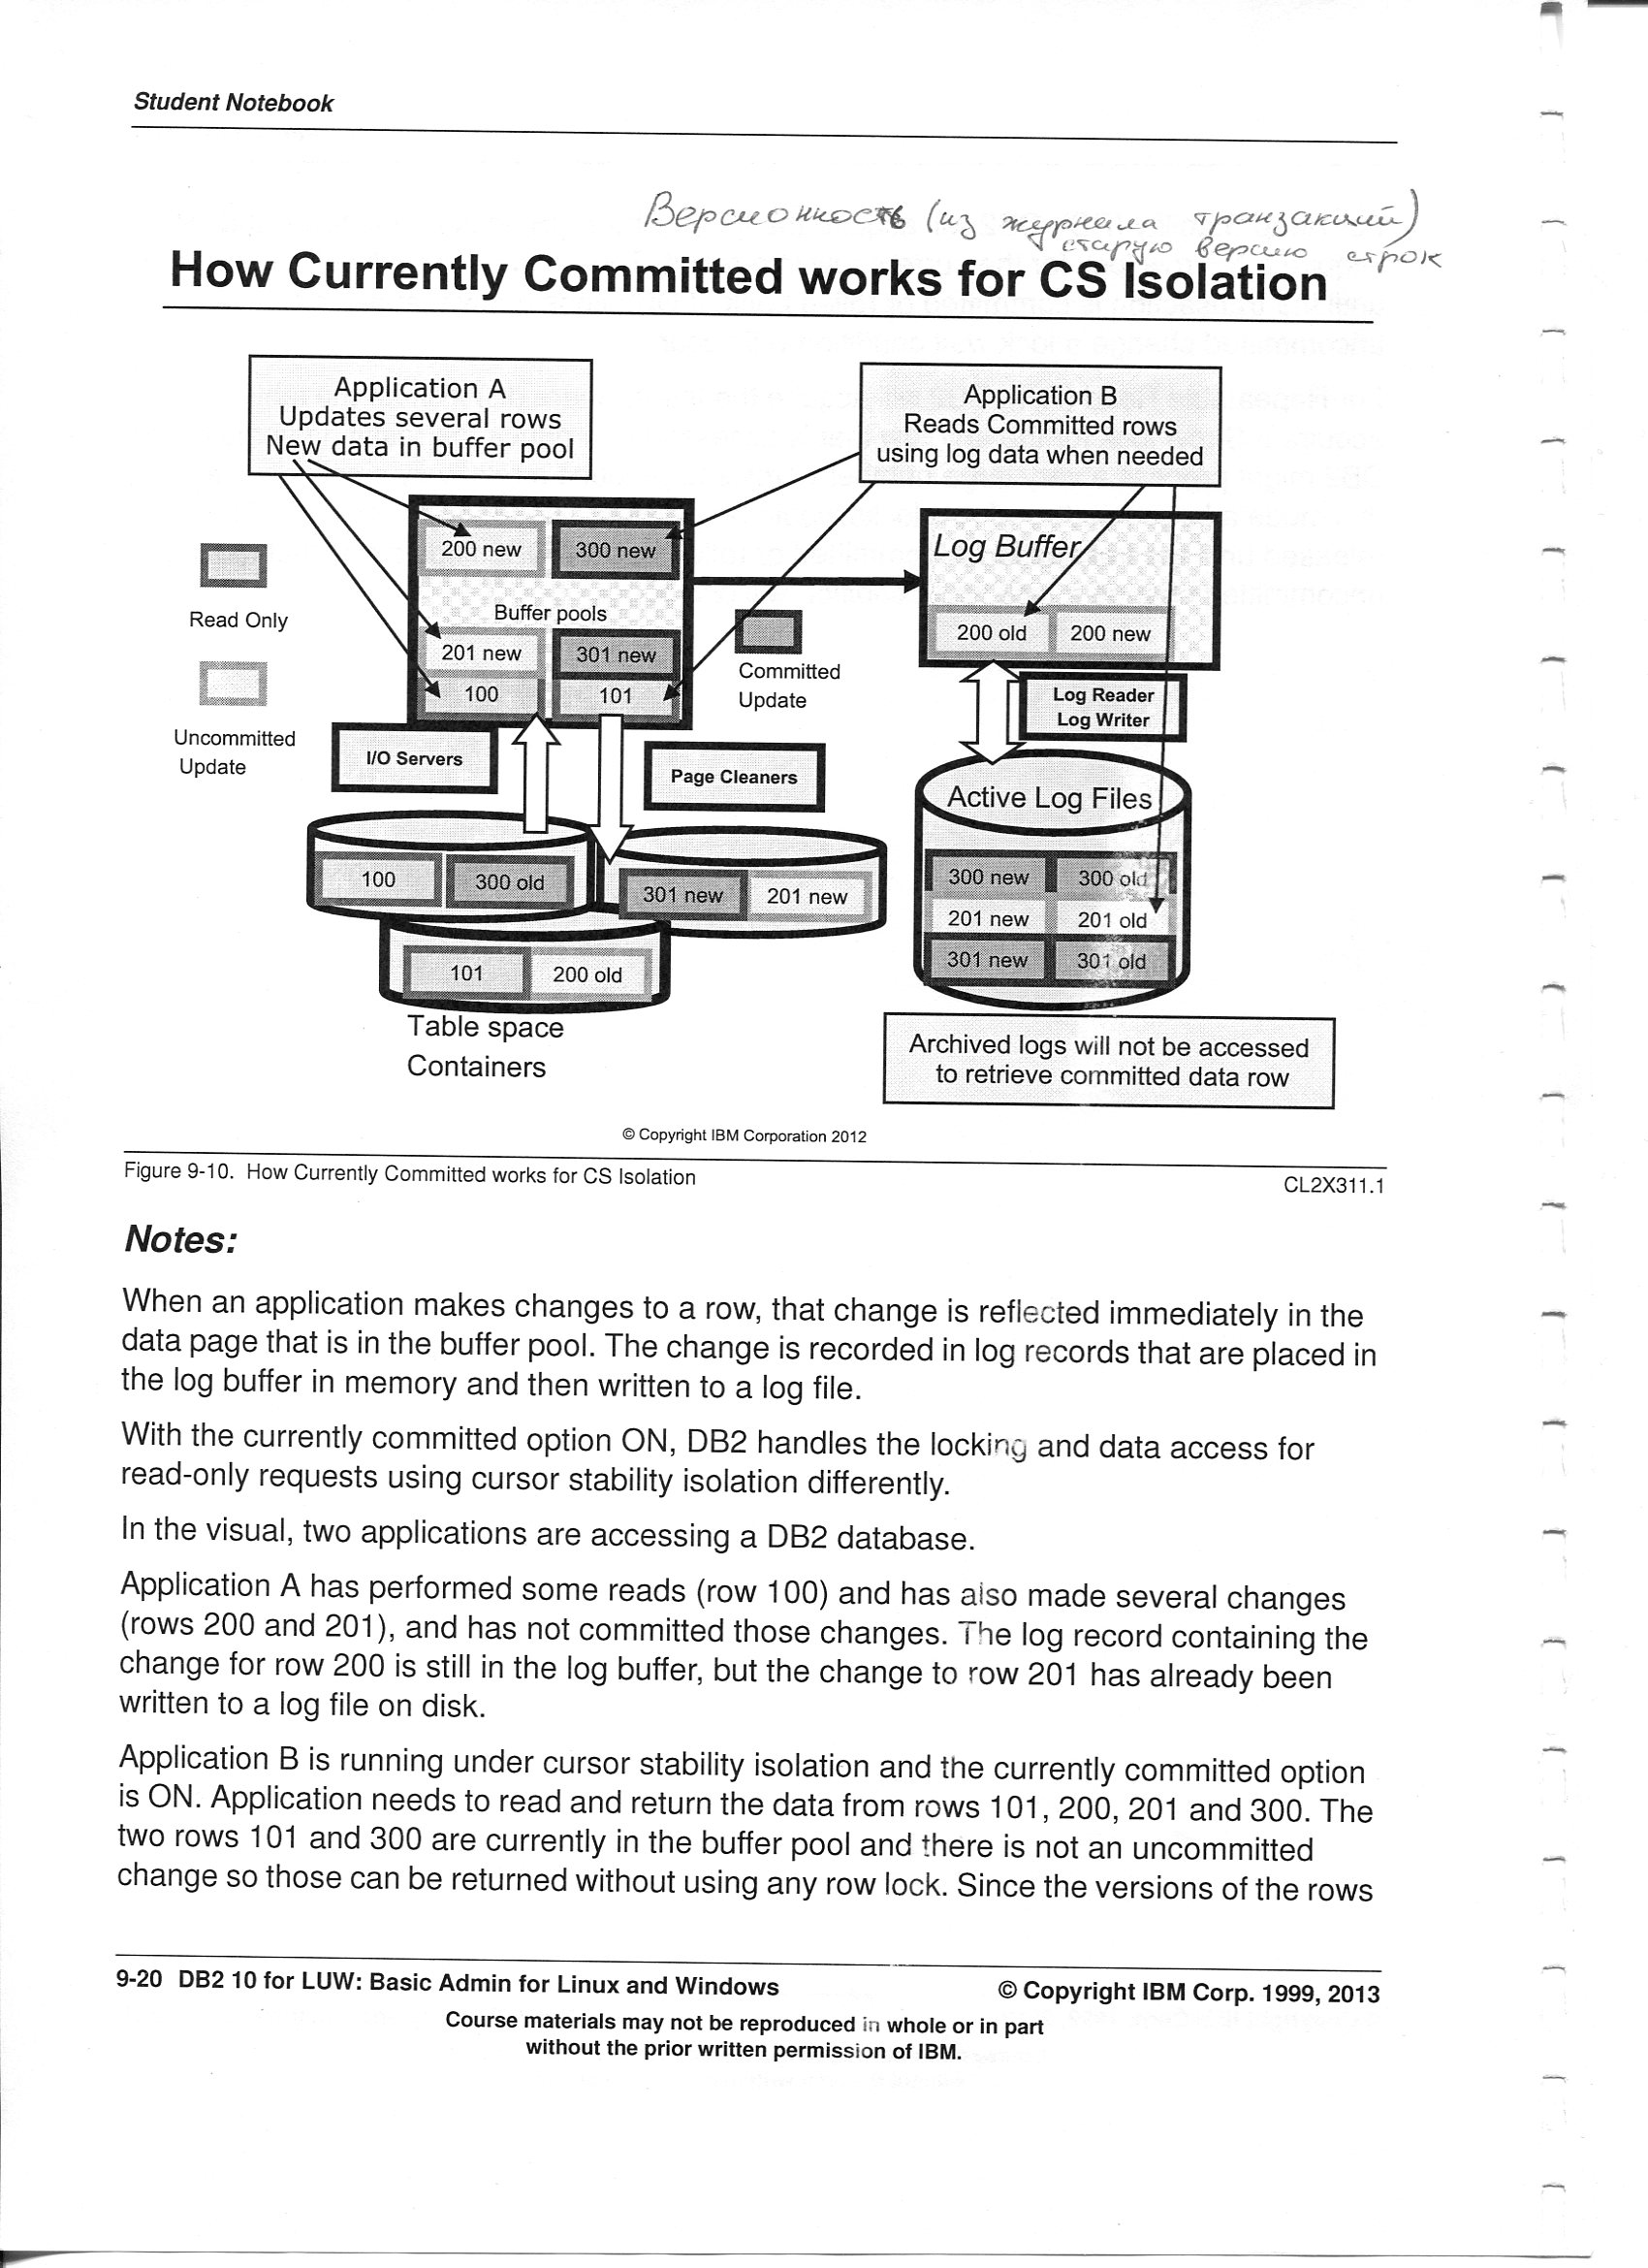 Student Notebook
Версионность (из журнала транзакций)
старую версию строк
How Currently Committed works for CS Isolation
Application A
Updates several rows
New data in buffer pool
Application B
Reads Committed rows
using log data when needed
200 new
300 new
Buffer pools
201 new
301 new
100
101
Read Only
Uncommitted
Update
Committed
Update
Log Buffer
200 old
200 new
Log Reader
Log Writer
I/O Servers
Page Cleaners
Active Log Files
100
300 old
301 new
201 new
101
200 old
300 new
300 old
201 new
201 old
301 new
301 old
Table space
Containers
Archived logs will not be accessed
to retrieve committed data row
© Copyright IBM Corporation 2012
Figure 9-10. How Currently Committed works for CS Isolation
CL2X311.1
Notes:
When an application makes changes to a row, that change is reflected immediately in the
data page that is in the buffer pool. The change is recorded in log records that are placed in
the log buffer in memory and then written to a log file.
With the currently committed option ON, DB2 handles the locking and data access for
read-only requests using cursor stability isolation differently.
In the visual, two applications are accessing a DB2 database.
Application A has performed some reads (row 100) and has also made several changes
(rows 200 and 201), and has not committed those changes. The log record containing the
change for row 200 is still in the log buffer, but the change to row 201 has already been
written to a log file on disk.
Application B is running under cursor stability isolation and the currently committed option
is ON. Application needs to read and return the data from rows 101, 200, 201 and 300. The
two rows 101 and 300 are currently in the buffer pool and there is not an uncommitted
change so those can be returned without using any row lock. Since the versions of the rows
9-20 DB2 10 for LUW: Basic Admin for Linux and Windows
© Copyright IBM Corp. 1999, 2013
Course materials may not be reproduced in whole or in part
without the prior written permission of IBM.